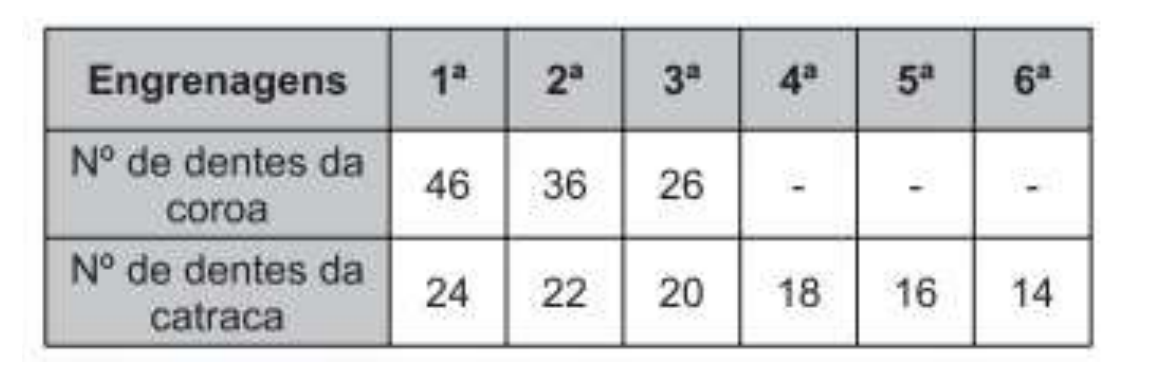 Engrenagens 1ª 2ª 3ª 4ª 5ª 6ª
Nº de dentes da
coroa 46 36 26 - - -
Nº de dentes da
catraca 24 22 20 18 16 14